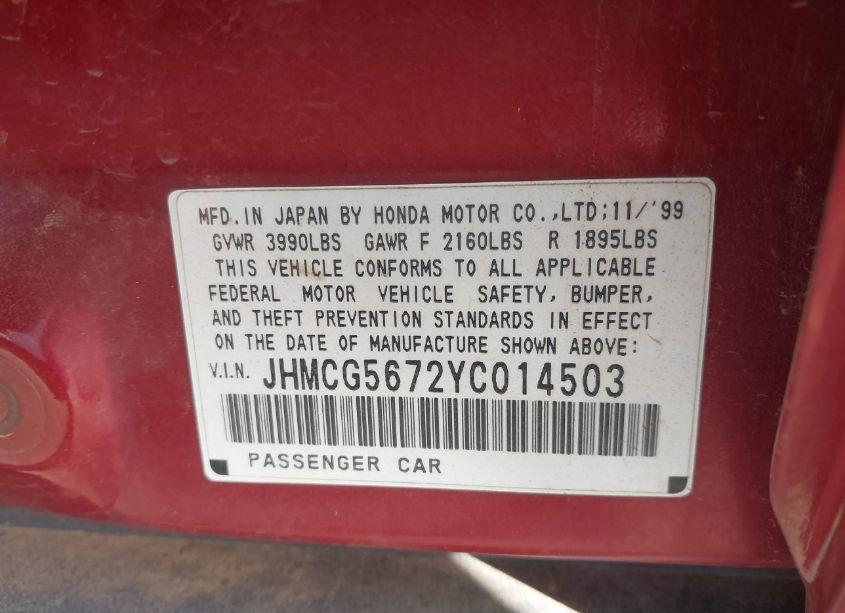 MFD.IN JAPAN BY HONDA MOTOR CO.,LTD;11/'99
GVWR 3990LBS GAWR F 2160LBS R 1895LBS
THIS VEHICLE CONFORMS TO ALL APPLICABLE
FEDERAL MOTOR VEHICLE SAFETY, BUMPER,
AND THEFT PREVENTION STANDARDS IN EFFECT
ON THE DATE OF MANUFACTURE SHOWN ABOVE:
V.I.N. JHMCG5672YC014503
PASSENGER CAR